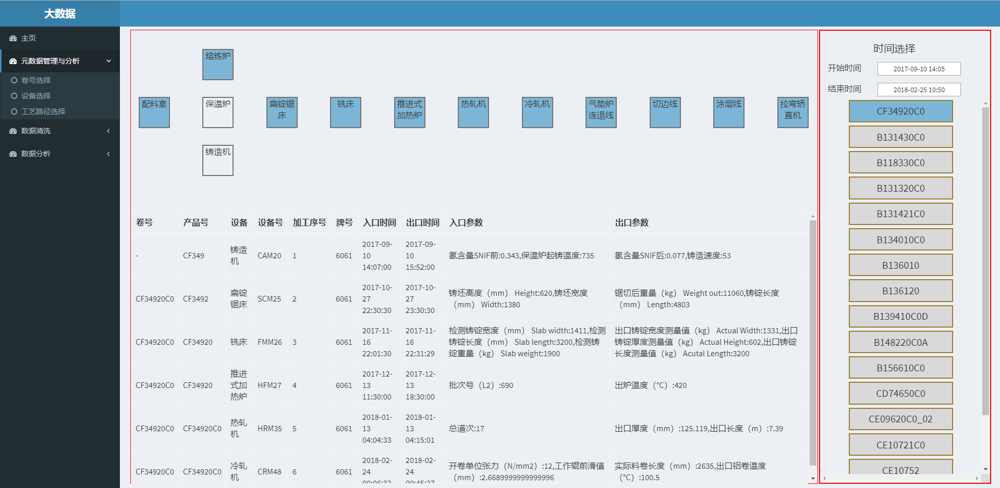 大数据
主页
元数据管理与分析
卷号选择
设备选择
工艺路径选择
数据清洗
数据分析
熔炼炉
配料室
保温炉
扁锭锯
床
铣床
推进式
加热炉
热轧机
冷轧机
气垫炉
连退线
切边线
涂层线
拉弯矫
直机
铸造机
卷号 产品号 设备 设备号 加工序号 牌号 入口时间 出口时间 入口参数 出口参数
- CF349 铸造机 CAM20 1 6061 2017-09-10 14:07:00 2017-09-10 15:52:00 氢含量SNIF前:0.343,保温炉起铸温度:735 氢含量SNIF后:0.077,铸造速度:53
CF34920C0 CF3492 扁锭锯床 SCM25 2 6061 2017-10-27 22:30:30 2017-10-27 23:30:30 铸坯高度（mm） Height:620,铸坯宽度（mm） Width:1380 锯切后重量（kg） Weight out:11060,铸锭长度（mm） Length:4803
CF34920C0 CF34920 铣床 FMM26 3 6061 2017-11-16 22:01:30 2017-11-16 22:31:29 检测铸锭宽度（mm） Slab width:1411,检测铸锭长度（mm） Slab length:3200,检测铸锭重量（kg） Slab weight:1900 出口铸锭宽度测量值（kg） Actual Width:1331,出口铸锭厚度测量值（kg） Actual Height:602,出口铸锭长度测量值（kg） Acutal Length:3200
CF34920C0 CF34920 推进式加热炉 HFM27 4 6061 2017-12-13 11:30:00 2017-12-13 18:30:00 批次号（L2）:690 出炉温度（°C）:420
CF34920C0 CF34920C0 热轧机 HRM35 5 6061 2018-01-13 04:04:33 2018-01-13 04:15:01 总道次:17 出口厚度（mm）:125.119,出口长度（m）:7.39
CF34920C0 CF34920C0 冷轧机 CRM48 6 6061 2018-02-24 2018-02-24 开卷单位张力（N/mm2）:12,工作辊前滑值（mm）:2.6689999999999996 实际料卷长度（mm）:2635,出口铝卷温度（°C）:100.5
时间选择
开始时间 2017-09-10 14:05
结束时间 2018-02-25 10:50
CF34920C0
B131430C0
B118330C0
B131320C0
B131421C0
B134010C0
B136010
B136120
B139410C0D
B148220C0A
B156610C0
CD74650C0
CE09620C0_02
CE10721C0
CE10752